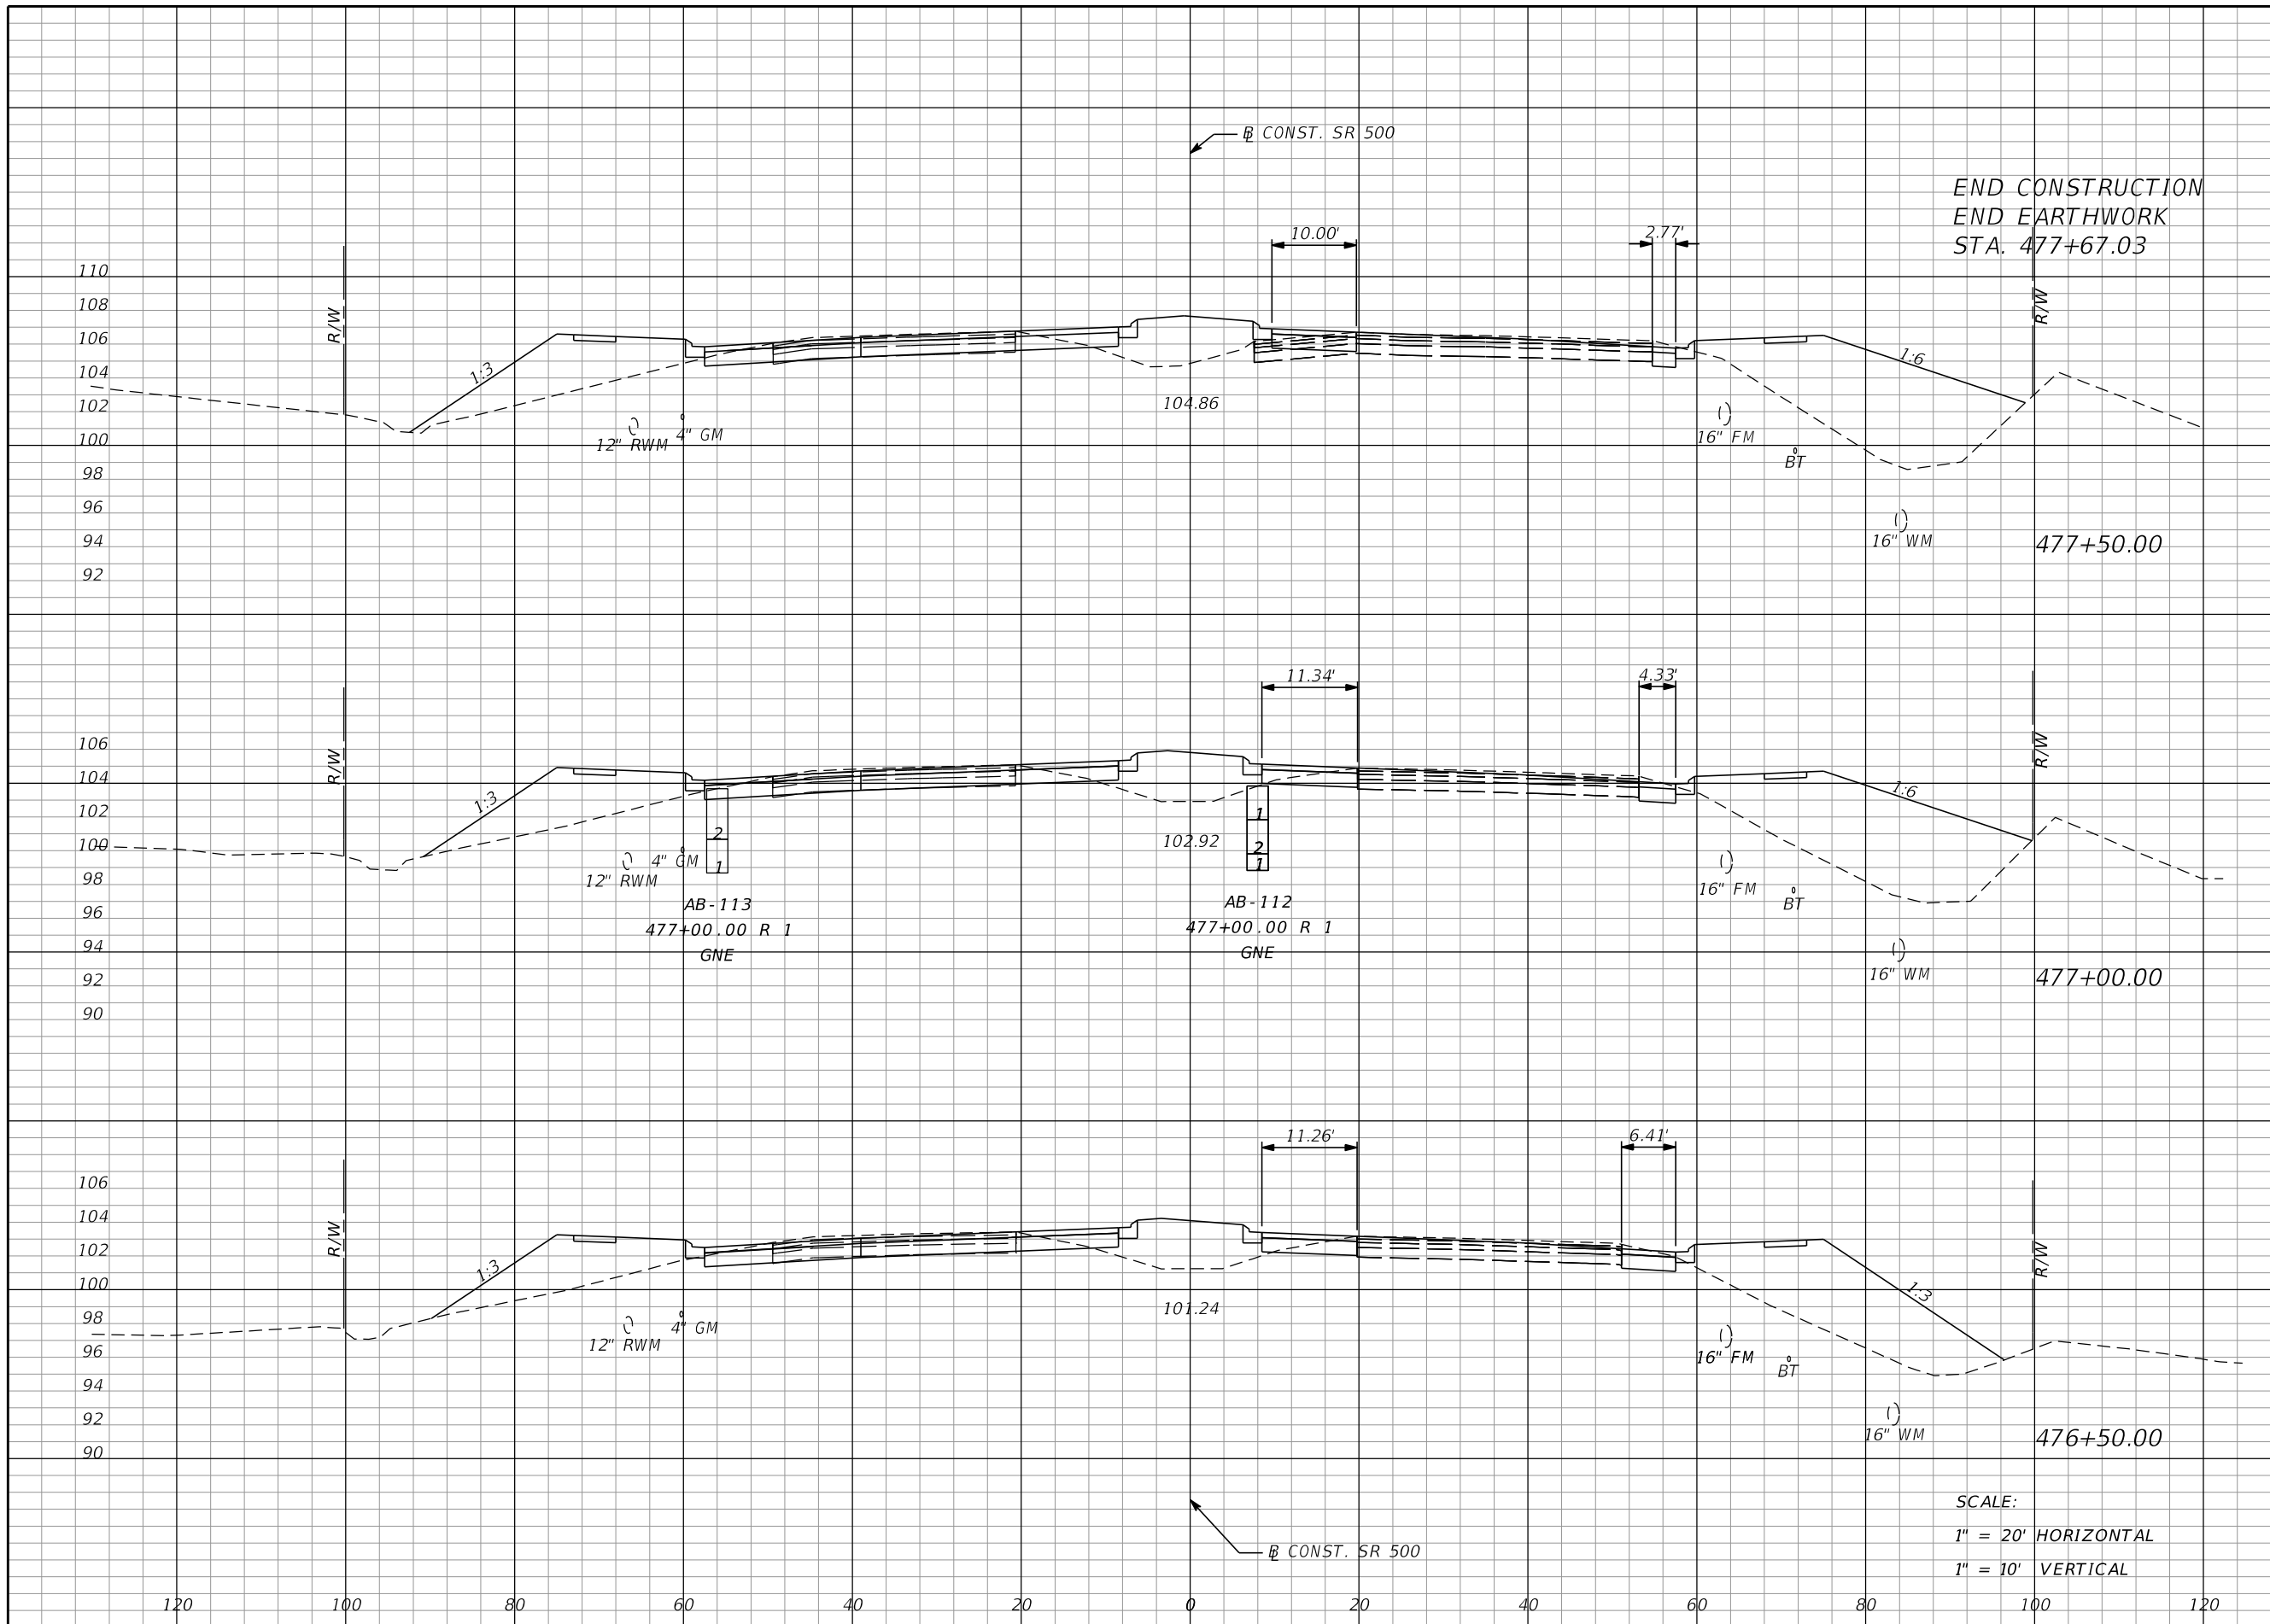 ℄ CONST. SR 500
END CONSTRUCTION
END EARTHWORK
STA. 477+67.03
10.00'
2.77'
110
108
106
104
102
100
98
96
94
92
R/W
R/W
1:3
1:6
104.86
12" RWM
4" GM
16" FM
BT
16" WM
477+50.00
11.34'
4.33'
106
104
102
100
98
96
94
92
90
R/W
R/W
1:3
1:6
2
1
1
2
1
102.92
12" RWM
4" GM
16" FM
BT
16" WM
AB-113
477+00.00 R 1
GNE
AB-112
477+00.00 R 1
GNE
477+00.00
11.26'
6.41'
106
104
102
100
98
96
94
92
90
R/W
R/W
1:3
1:3
101.24
12" RWM
4" GM
16" FM
BT
16" WM
476+50.00
℄ CONST. SR 500
SCALE:
1" = 20' HORIZONTAL
1" = 10' VERTICAL
120 100 80 60 40 20 0 20 40 60 80 100 120